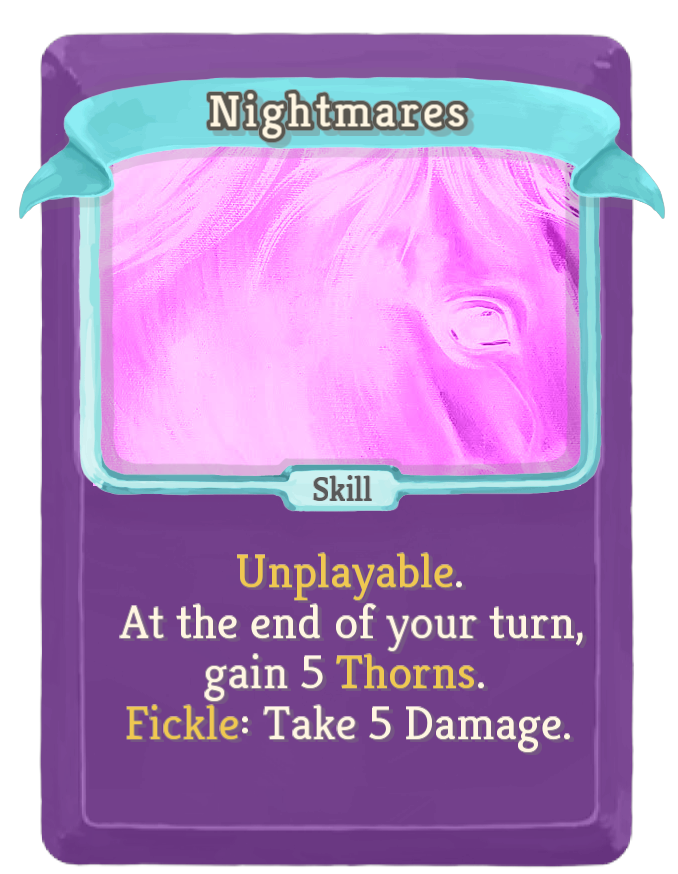 Nightmares
Skill
Unplayable.
At the end of your turn,
gain 5 Thorns.
Fickle: Take 5 Damage.